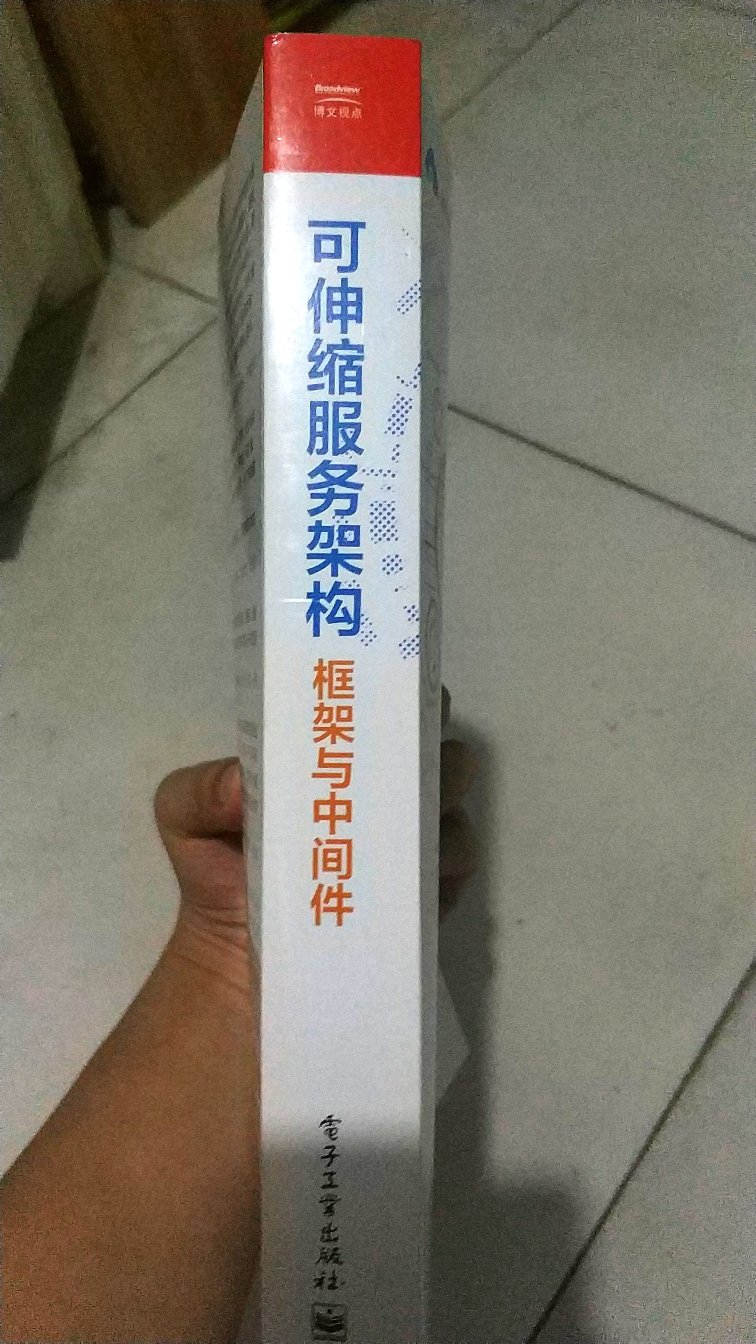 Broadview
博文视点
可伸缩服务架构
框架与中间件
電子工業出版社